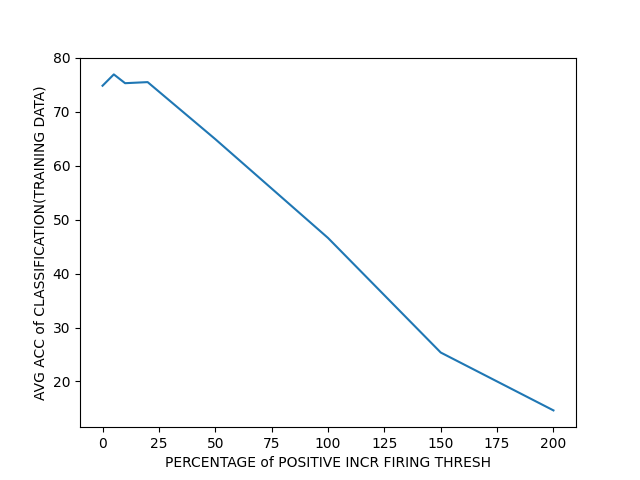 80
70
60
50
40
30
20
AVG ACC of CLASSIFICATION(TRAINING DATA)
0 25 50 75 100 125 150 175 200
PERCENTAGE of POSITIVE INCR FIRING THRESH